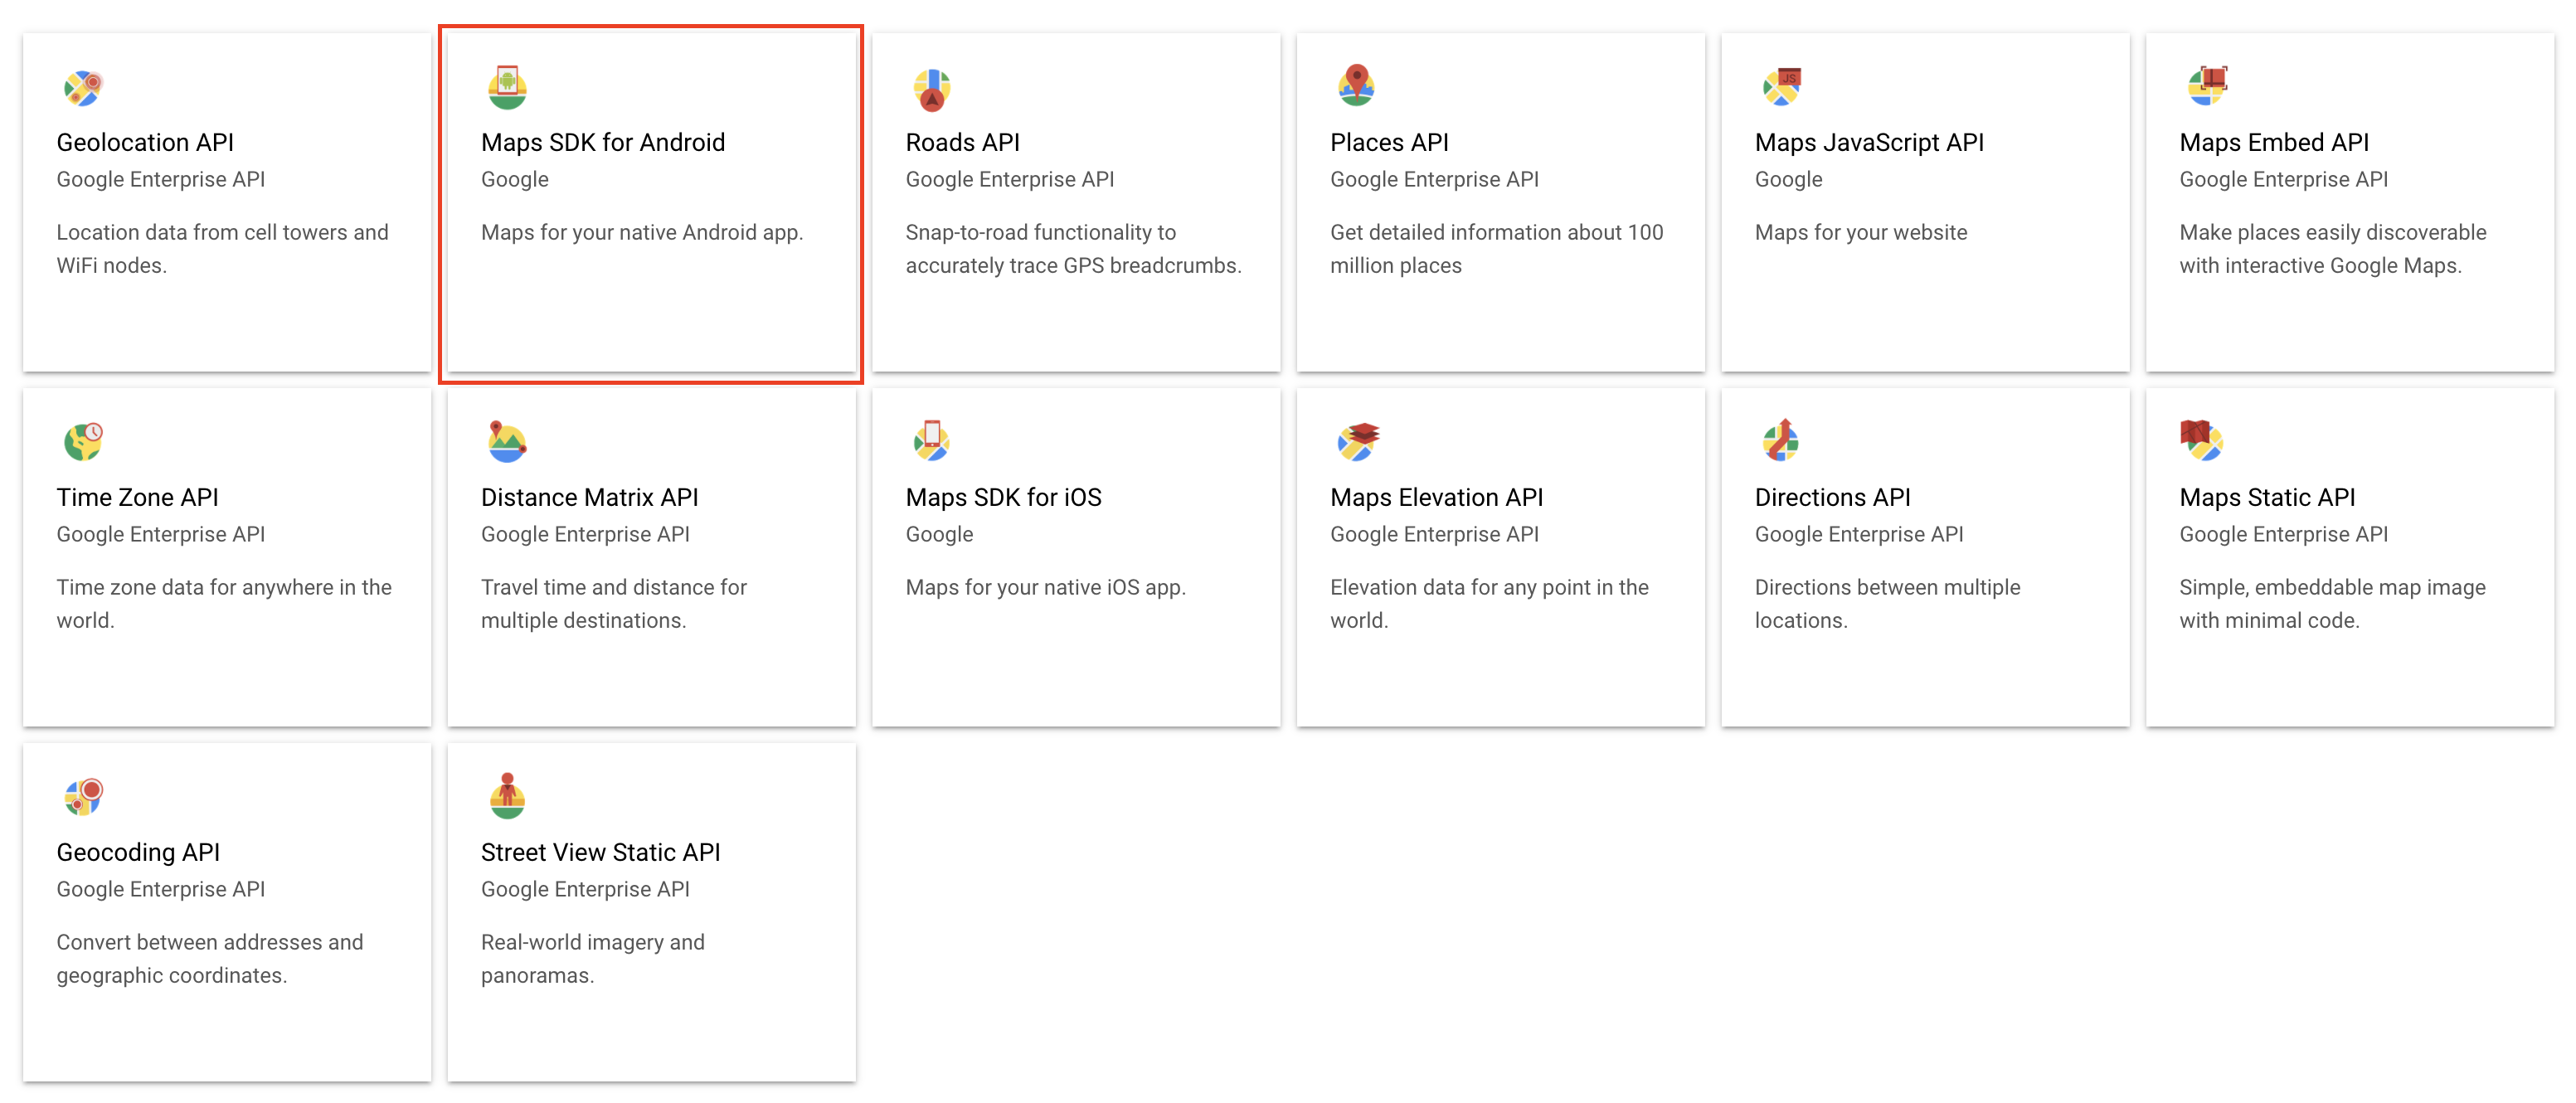 Geolocation API
Google Enterprise API
Location data from cell towers and
WiFi nodes.
Maps SDK for Android
Google
Maps for your native Android app.
Roads API
Google Enterprise API
Snap-to-road functionality to
accurately trace GPS breadcrumbs.
Places API
Google Enterprise API
Get detailed information about 100
million places
JS
Maps JavaScript API
Google
Maps for your website
Maps Embed API
Google Enterprise API
Make places easily discoverable
with interactive Google Maps.
Time Zone API
Google Enterprise API
Time zone data for anywhere in the
world.
Distance Matrix API
Google Enterprise API
Travel time and distance for
multiple destinations.
Maps SDK for iOS
Google
Maps for your native iOS app.
Maps Elevation API
Google Enterprise API
Elevation data for any point in the
world.
Directions API
Google Enterprise API
Directions between multiple
locations.
Maps Static API
Google Enterprise API
Simple, embeddable map image
with minimal code.
Geocoding API
Google Enterprise API
Convert between addresses and
geographic coordinates.
Street View Static API
Google Enterprise API
Real-world imagery and
panoramas.